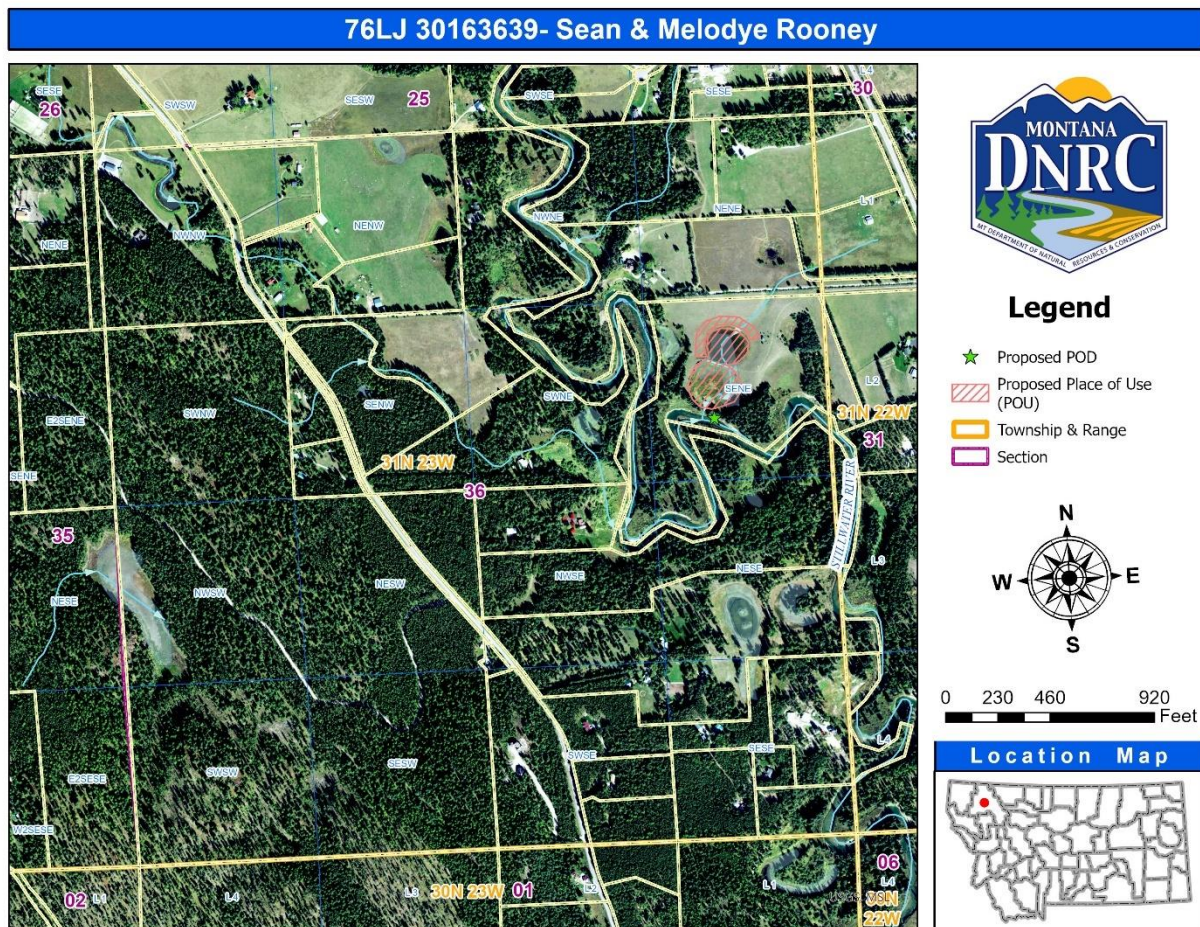 76LJ 30163639- Sean & Melodye Rooney
SESE
26
SWSW
SESW
25
SWSE
SESE
L4
30
NENE
NWNW
NENW
NWNE
NENE
L1
E2SENE
SWNW
SENW
SWNE
SENE
L2
31N 22W
31
SENE
31N 23W
36
35
STILLWATER RIVER
NESE
NWSW
NESW
NWSE
NESE
L3
E2SESE
SWSW
SESW
SWSE
SESE
L4
W2SESE
02
L1
L4
L3
30N 23W
01
L2
L1
06
L4
30N
22W
MONTANA
DNRC
MT DEPARTMENT OF NATURAL RESOURCES & CONSERVATION
Legend
Proposed POD
Proposed Place of Use
(POU)
Township & Range
Section
N
W
E
S
0 230 460 920
Feet
Location Map